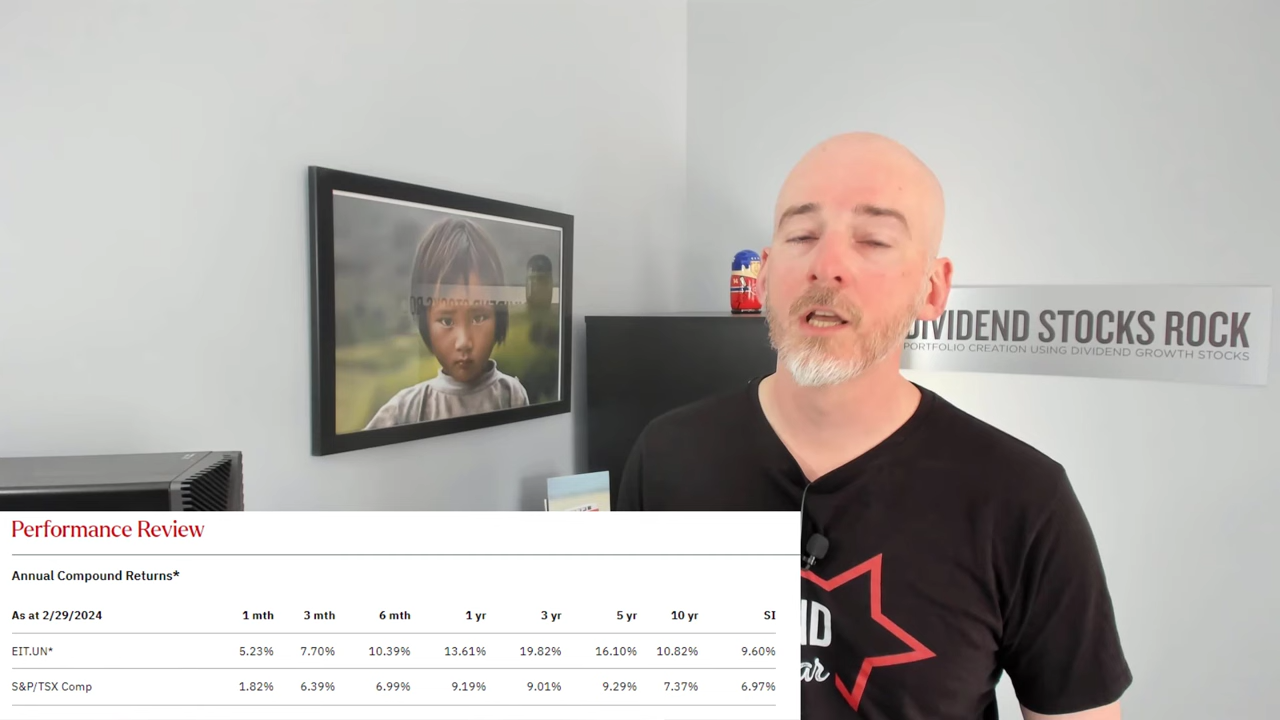 DIVIDEND STOCKS ROCK
PORTFOLIO CREATION USING DIVIDEND GROWTH STOCKS
Performance Review
Annual Compound Returns*
As at 2/29/2024 1 mth 3 mth 6 mth 1 yr 3 yr 5 yr 10 yr SI
EIT.UN* 5.23% 7.70% 10.39% 13.61% 19.82% 16.10% 10.82% 9.60%
S&P/TSX Comp 1.82% 6.39% 6.99% 9.19% 9.01% 9.29% 7.37% 6.97%